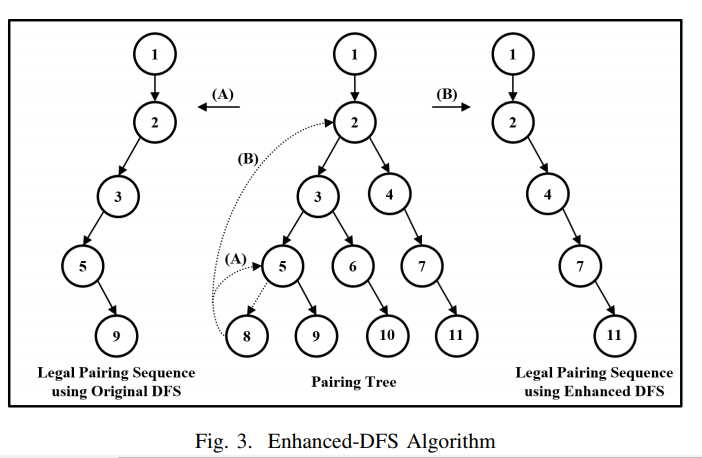 1
1
1
(A)
(B)
2
2
2
(B)
3
3
4
4
(A)
5
5
6
7
7
9
8
9
10
11
11
Legal Pairing Sequence
using Original DFS
Pairing Tree
Legal Pairing Sequence
using Enhanced DFS
Fig. 3. Enhanced-DFS Algorithm